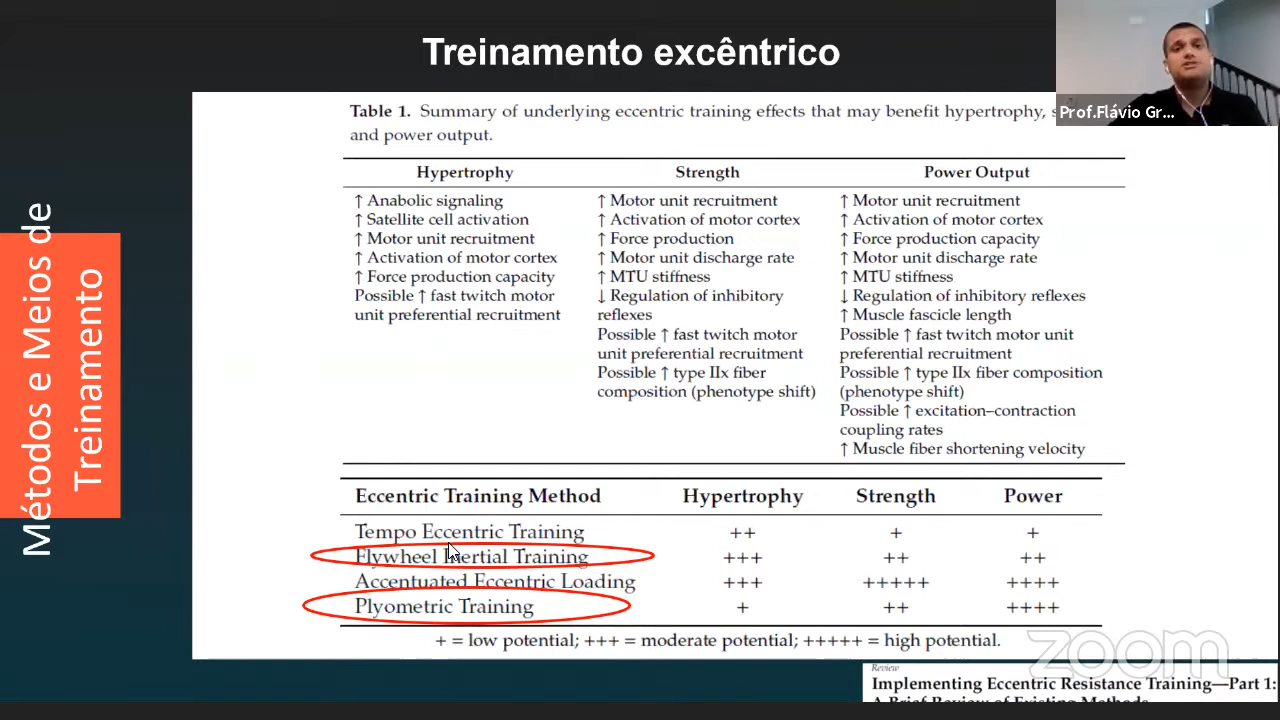 Treinamento excêntrico
Prof.Flávio Gr...
Métodos e Meios de
Treinamento
Table 1. Summary of underlying eccentric training effects that may benefit hypertrophy,
and power output.
Hypertrophy
↑ Anabolic signaling
↑ Satellite cell activation
↑ Motor unit recruitment
↑ Activation of motor cortex
↑ Force production capacity
Possible ↑ fast twitch motor
unit preferential recruitment
Strength
↑ Motor unit recruitment
↑ Activation of motor cortex
↑ Force production
↑ Motor unit discharge rate
↑ MTU stiffness
↓ Regulation of inhibitory
reflexes
Possible ↑ fast twitch motor
unit preferential recruitment
Possible ↑ type IIx fiber
composition (phenotype shift)
Power Output
↑ Motor unit recruitment
↑ Activation of motor cortex
↑ Force production capacity
↑ Motor unit discharge rate
↑ MTU stiffness
↓ Regulation of inhibitory reflexes
↑ Muscle fascicle length
Possible ↑ fast twitch motor unit
preferential recruitment
Possible ↑ type IIx fiber composition
(phenotype shift)
Possible ↑ excitation–contraction
coupling rates
↑ Muscle fiber shortening velocity
Eccentric Training Method Hypertrophy Strength Power
Tempo Eccentric Training ++ + +
Flywheel Inertial Training +++ ++ ++
Accentuated Eccentric Loading +++ +++++ ++++
Plyometric Training + ++ ++++
+ = low potential; +++ = moderate potential; +++++ = high potential.
zoom
Review
Implementing Eccentric Resistance Training—Part 1:
A Brief Review of Existing Methods